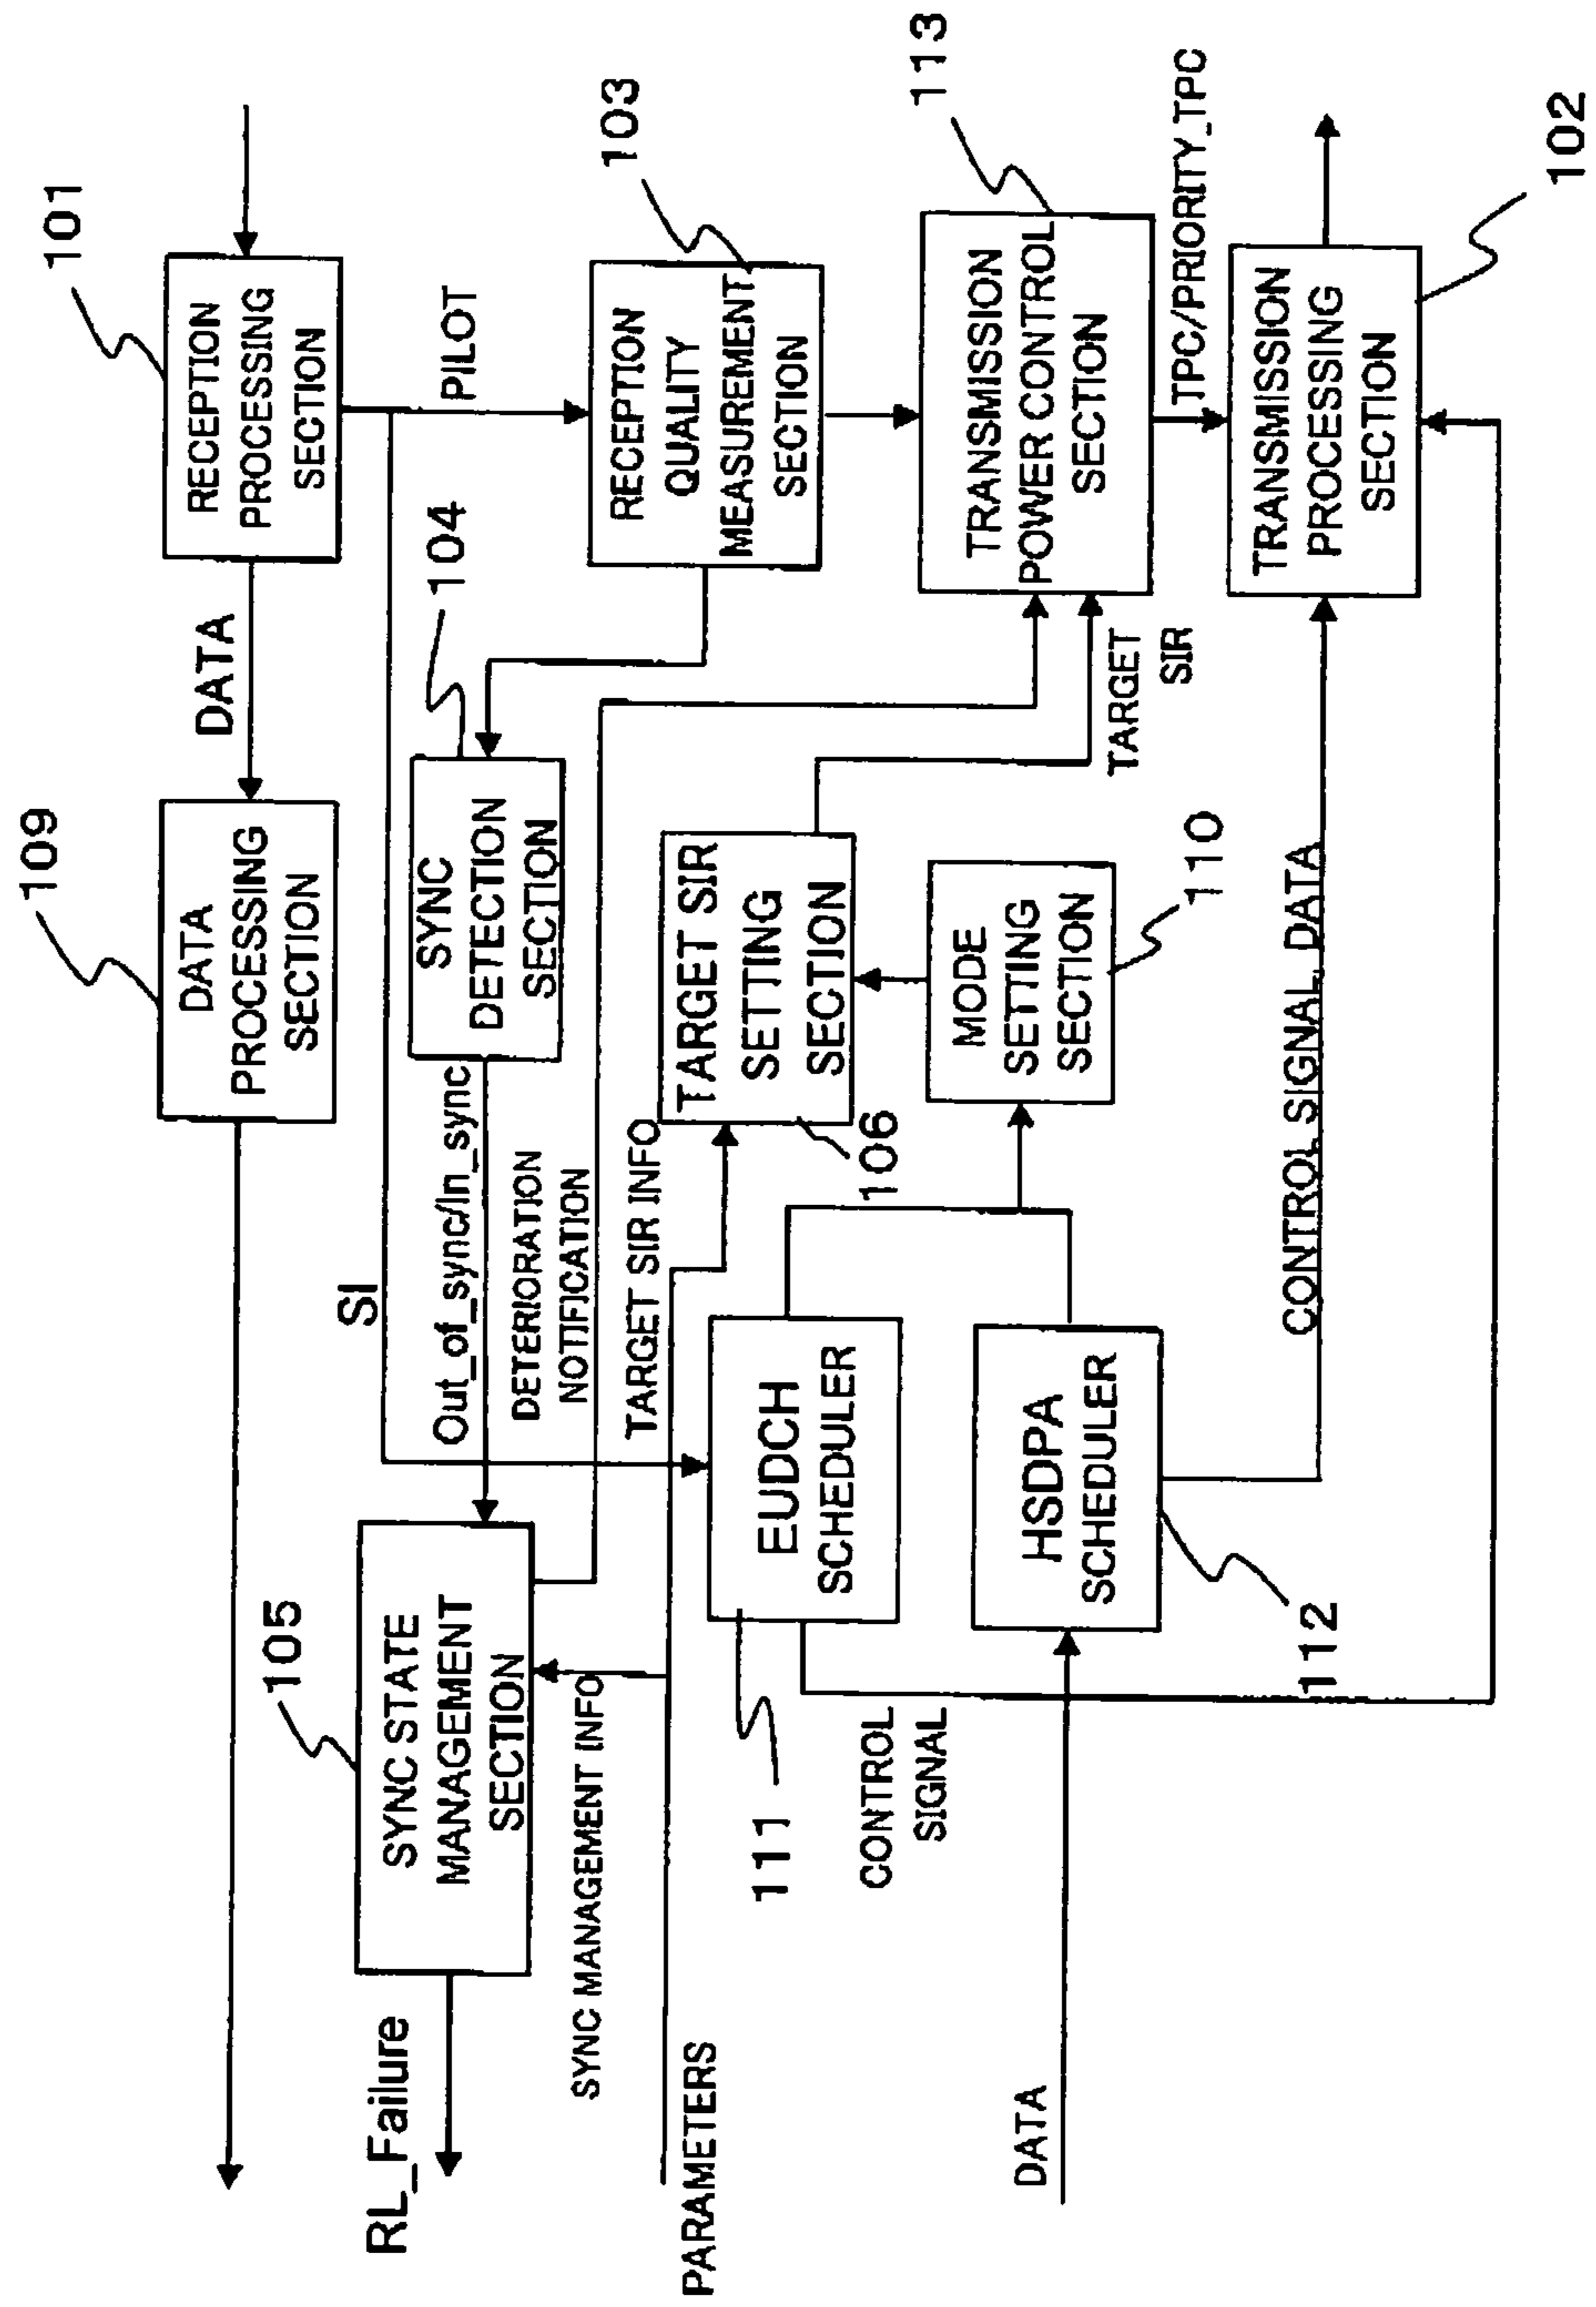 101
RECEPTION
PROCESSING
SECTION
DATA
109
DATA
PROCESSING
SECTION
PILOT
SI
103
RECEPTION
QUALITY
MEASUREMENT
SECTION
104
SYNC
DETECTION
SECTION
Out_of_sync/In_sync
105
SYNC STATE
MANAGEMENT
SECTION
RL_Failure
DETERIORATION
NOTIFICATION
SYNC MANAGEMENT INFO
TARGET SIR INFO
PARAMETERS
TARGET SIR
SETTING
SECTION
106
TARGET
SIR
113
TRANSMISSION
POWER CONTROL
SECTION
TPC/PRIORITY_TPC
MODE
SETTING
SECTION
110
EUDCH
SCHEDULER
111
CONTROL
SIGNAL
HSDPA
SCHEDULER
112
DATA
CONTROL SIGNAL, DATA
TRANSMISSION
PROCESSING
SECTION
102